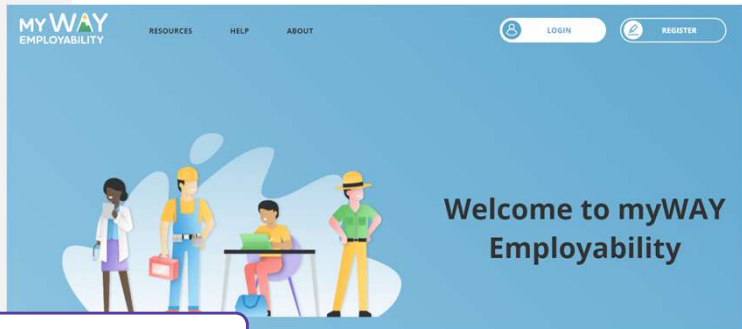 MY WAY
EMPLOYABILITY
RESOURCES HELP ABOUT
LOGIN
REGISTER
Welcome to myWAY
Employability